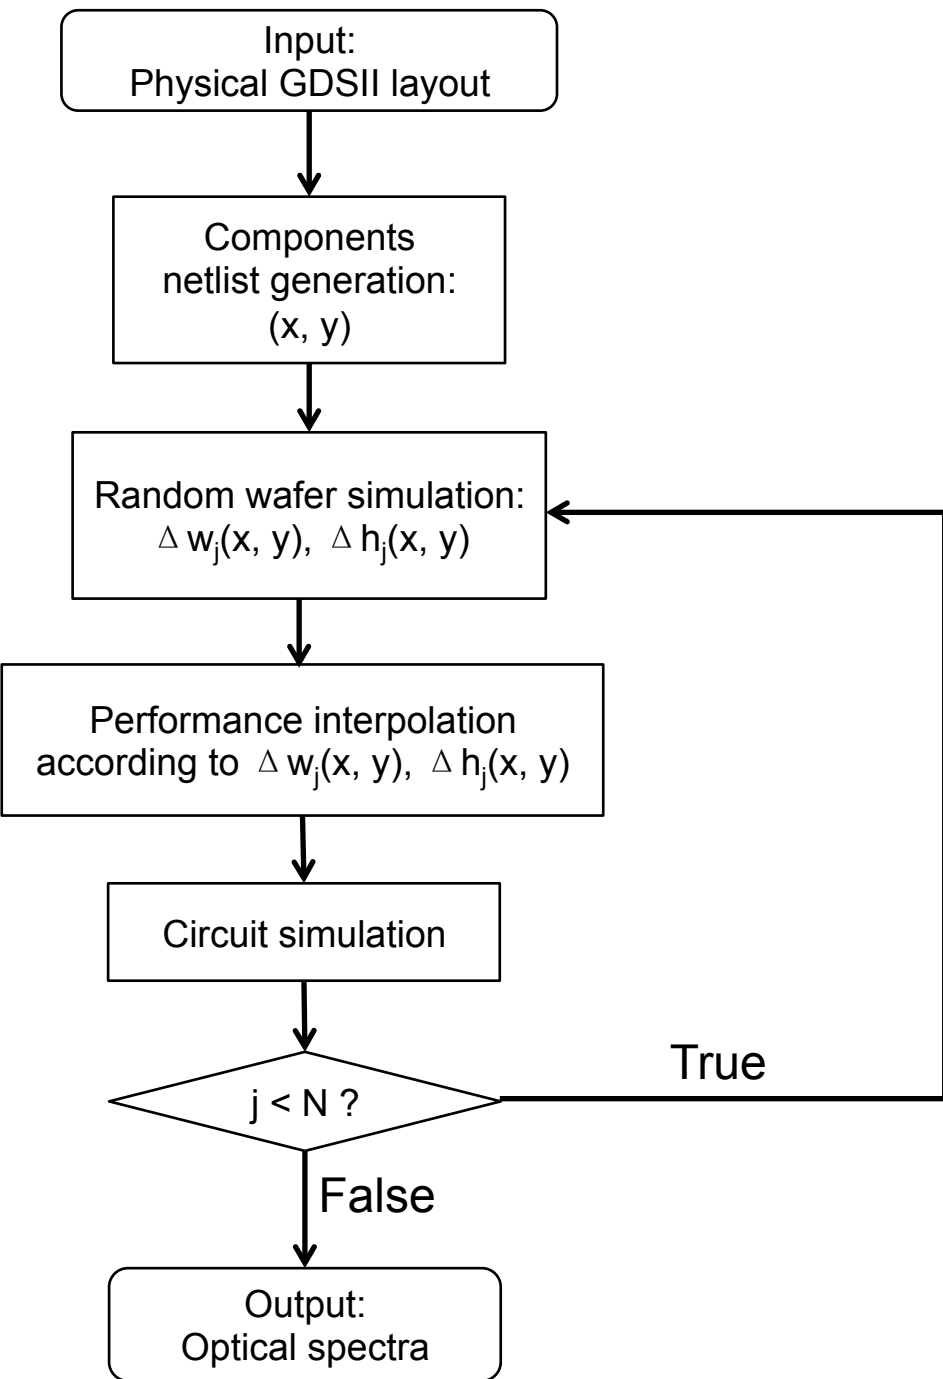 Input:
Physical GDSII layout
Components
netlist generation:
(x, y)
Random wafer simulation:
Δ wj(x, y), Δ hj(x, y)
Performance interpolation
according to Δ wj(x, y), Δ hj(x, y)
Circuit simulation
j < N ?
True
False
Output:
Optical spectra